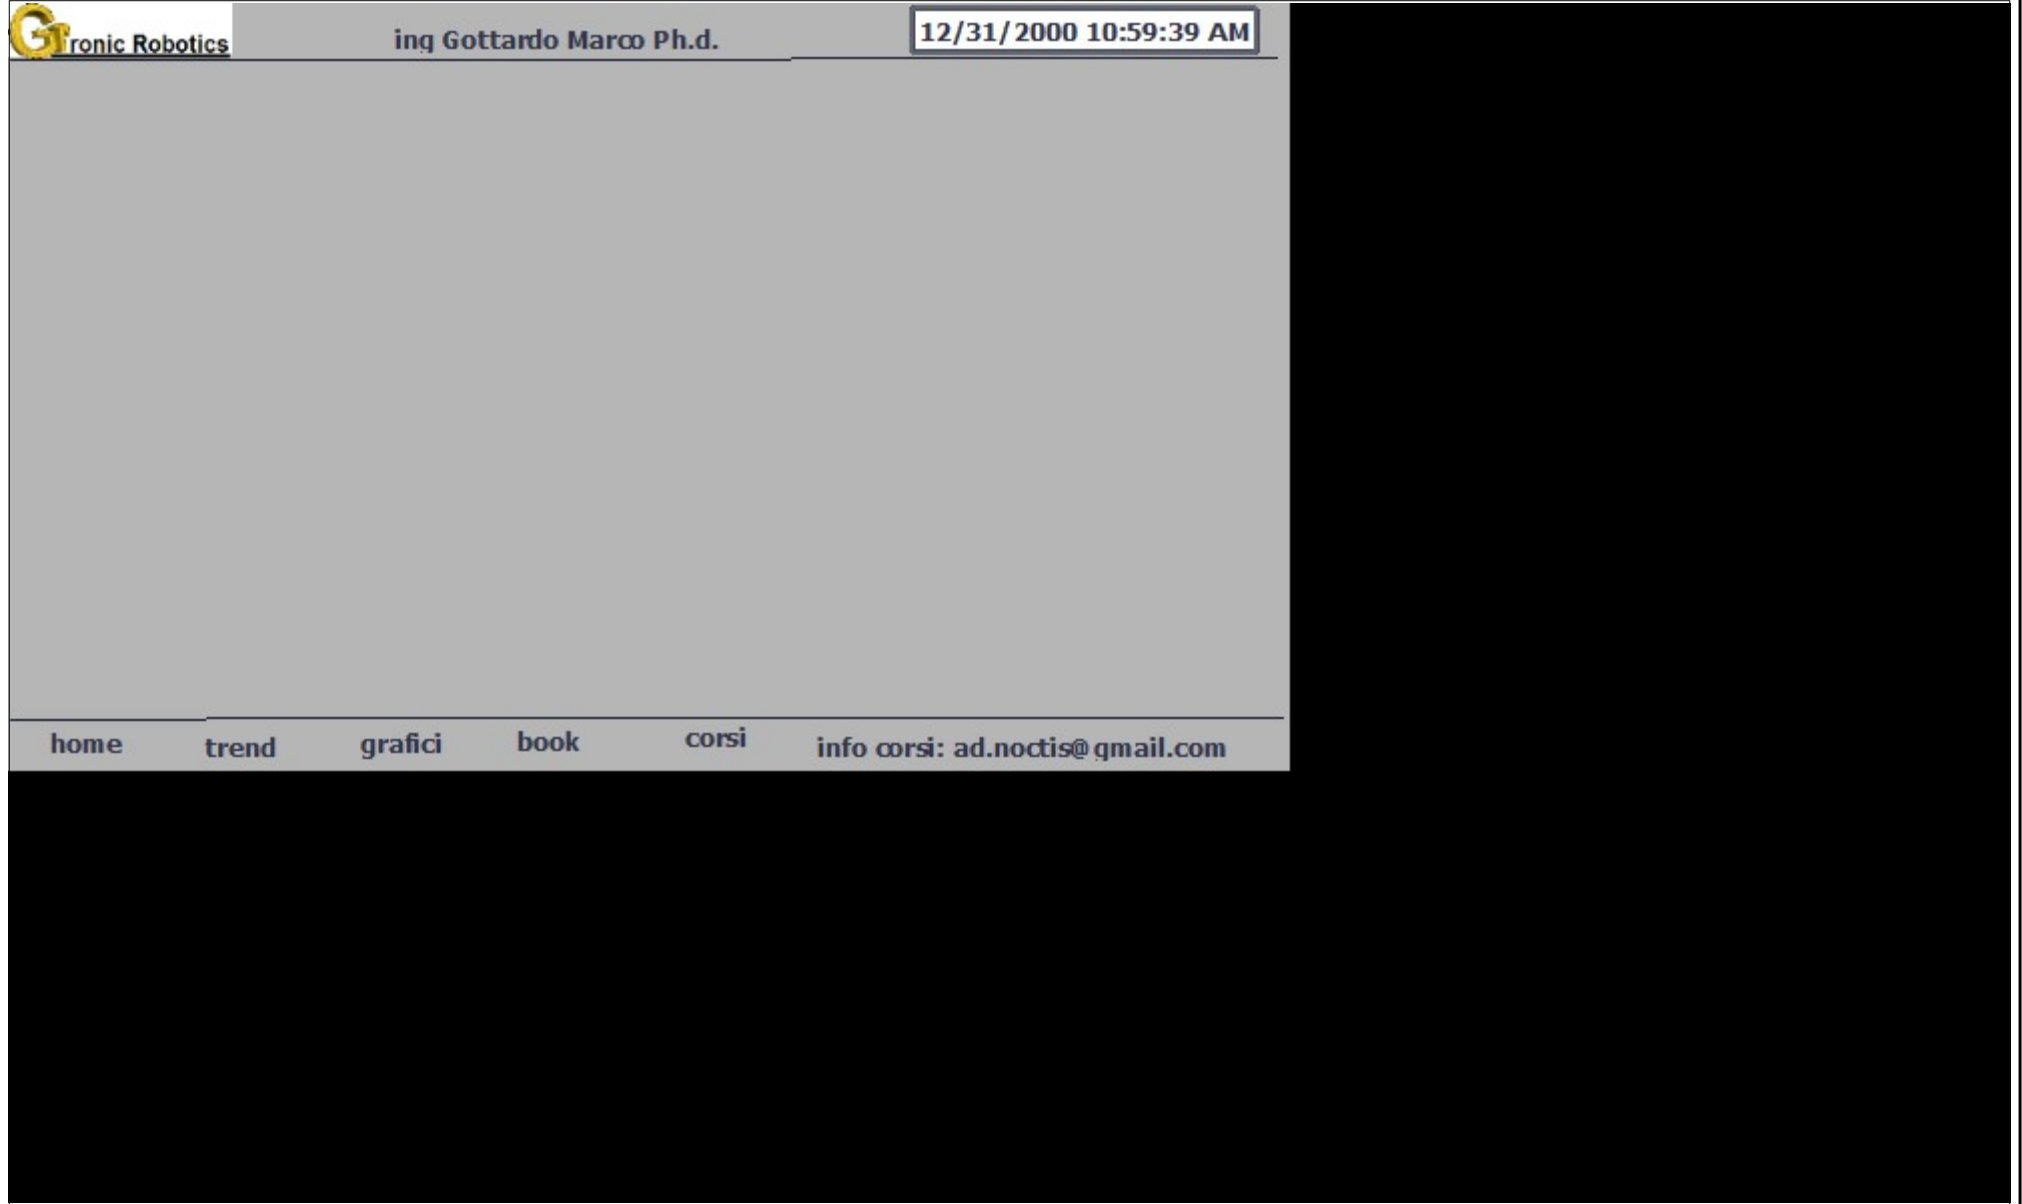 GTronic Robotics
ing Gottardo Marco Ph.d.
12/31/2000 10:59:39 AM
home trend grafici book corsi info corsi: ad.noctis@gmail.com